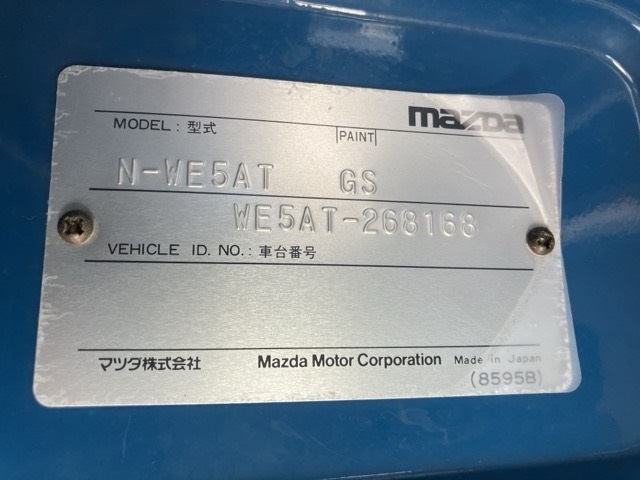 mazda
MODEL : 型式 PAINT
N-WE5AT GS
WE5AT-268168
VEHICLE ID. NO. : 車台番号
マツダ株式会社 Mazda Motor Corporation Made in Japan
(8595B)